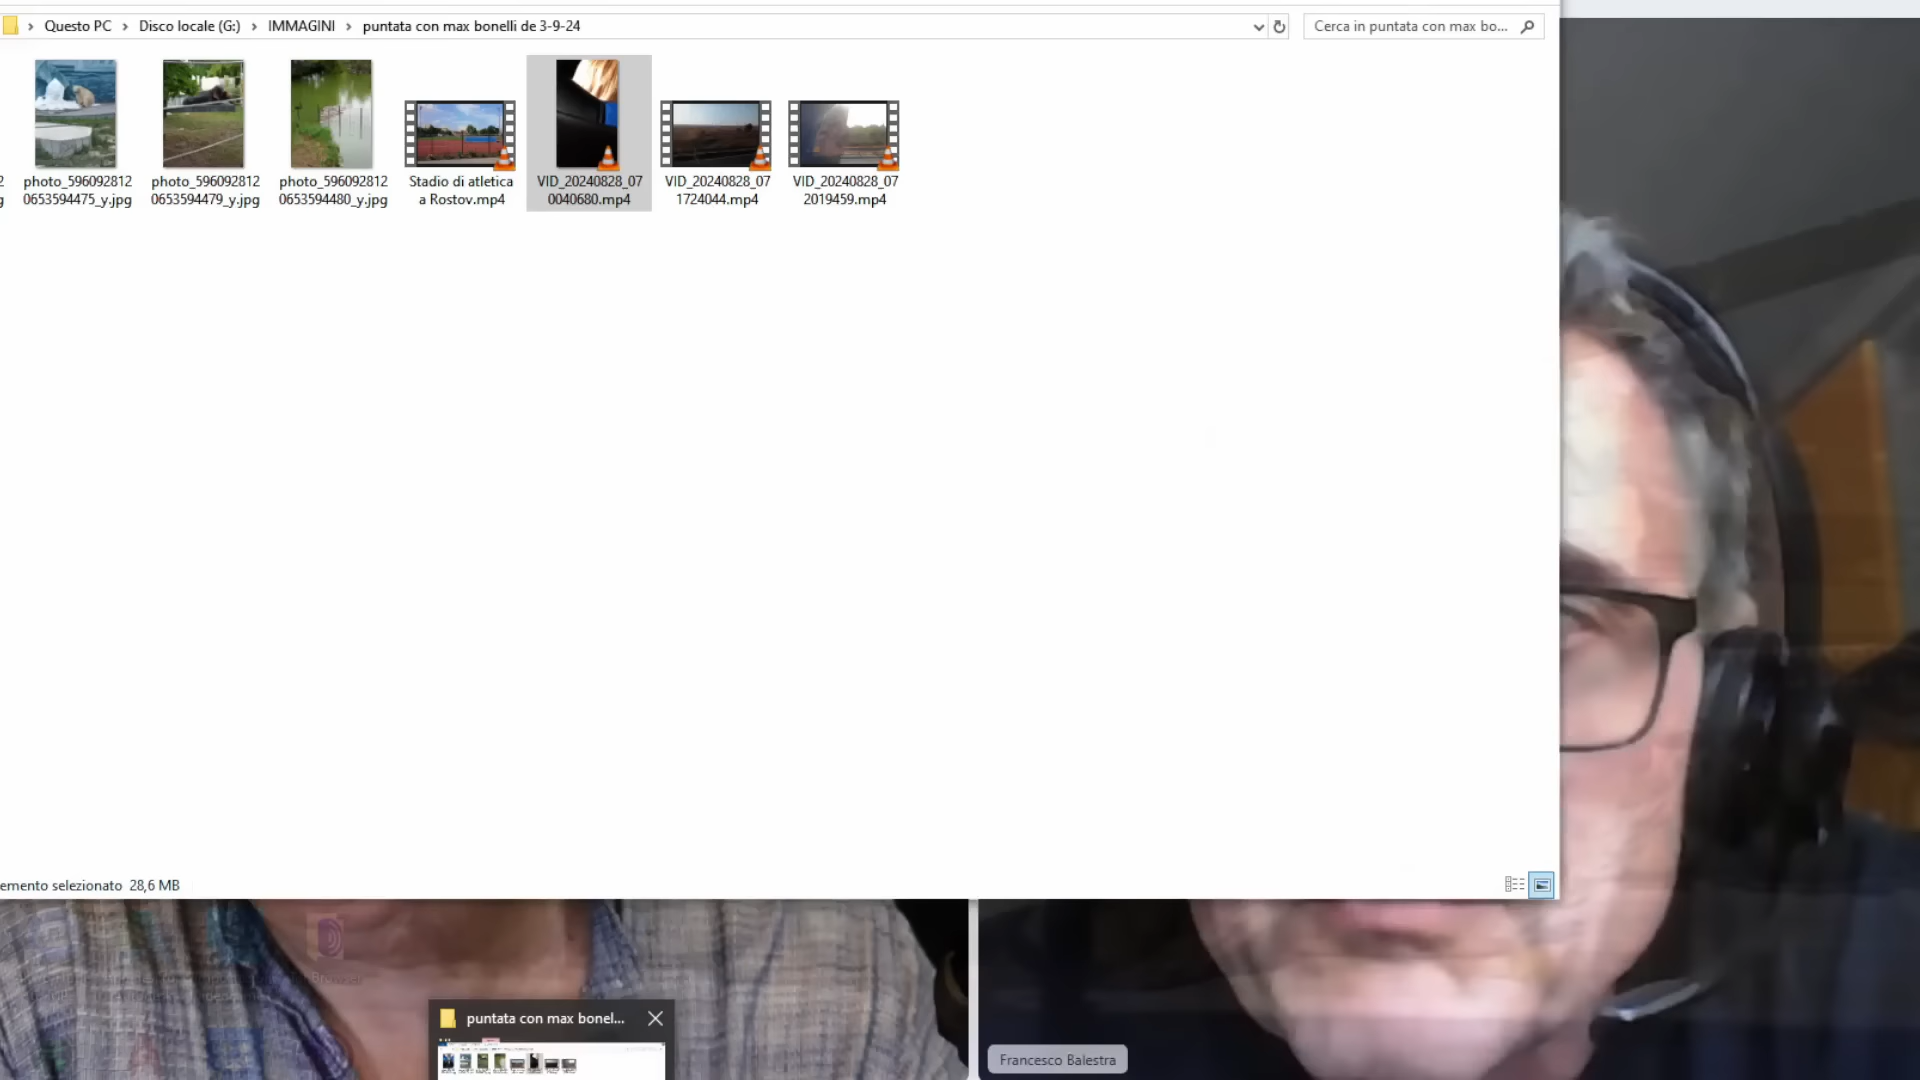 Questo PC > Disco locale (G:) > IMMAGINI > puntata con max bonelli de 3-9-24
Cerca in puntata con max bo...
photo_596092812
0653594475_y.jpg
photo_596092812
0653594479_y.jpg
photo_596092812
0653594480_y.jpg
Stadio di atletica
a Rostov.mp4
VID_20240828_07
0040680.mp4
VID_20240828_07
1724044.mp4
VID_20240828_07
2019459.mp4
emento selezionato 28,6 MB
puntata con max bonel...
Francesco Balestra